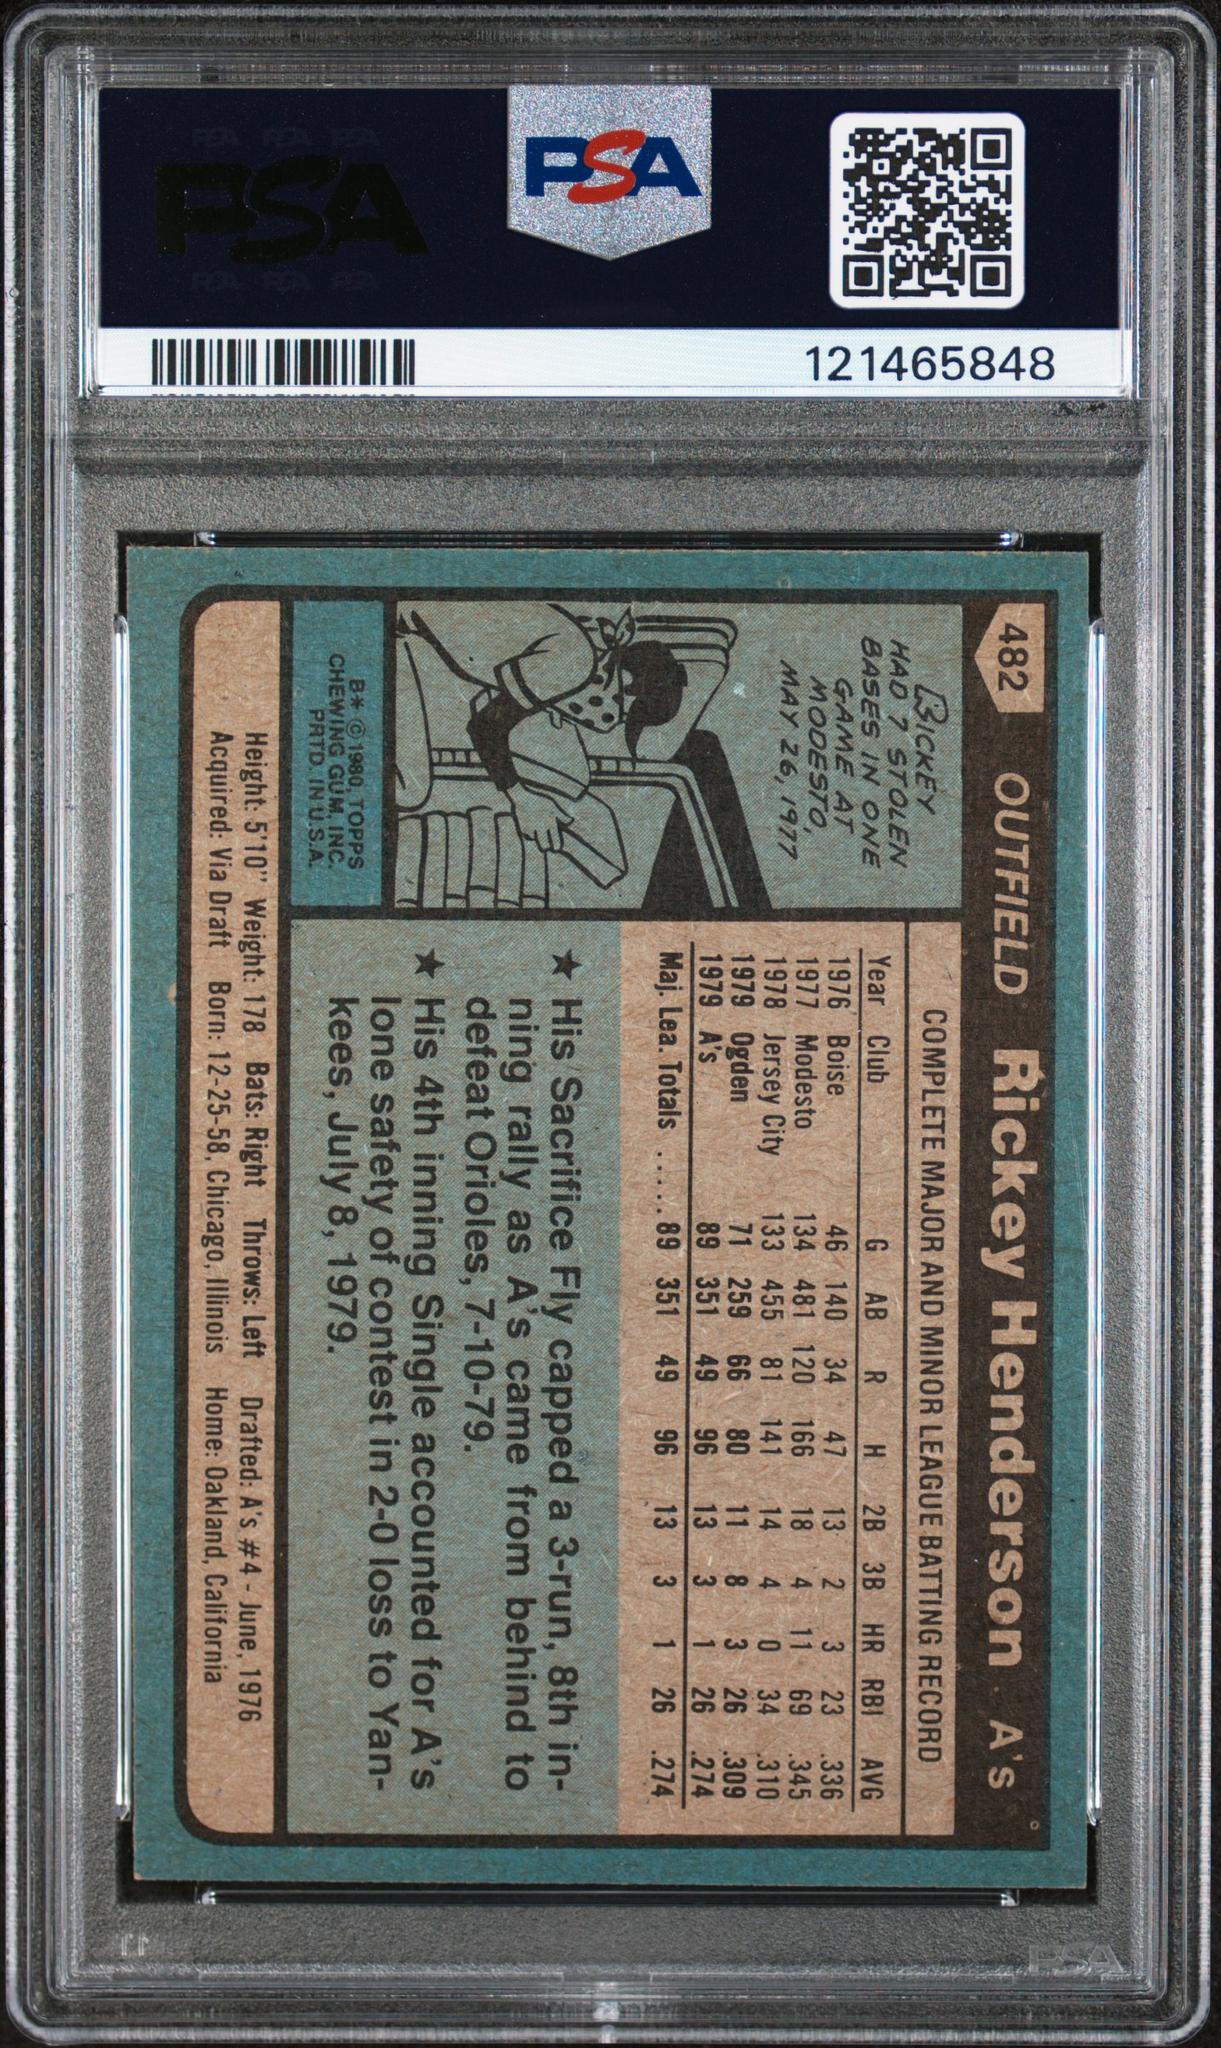 PSA PSA PSA
PSA
PSA PSA PSA
PSA
121465848
482 OUTFIELD Rickey Henderson A's
RICKEY
HAD 7 STOLEN
BASES IN ONE
GAME AT
MODESTO,
MAY 26, 1977
B* © 1980, TOPPS
CHEWING GUM, INC.
PRTD. IN U.S.A.
COMPLETE MAJOR AND MINOR LEAGUE BATTING RECORD
Year Club G AB R H 2B 3B HR RBI AVG
1976 Boise 46 140 34 47 13 2 3 23 .336
1977 Modesto 134 481 120 166 18 4 11 69 .345
1978 Jersey City 133 455 81 141 14 4 0 34 .310
1979 Ogden 71 259 66 80 11 8 3 26 .309
1979 A's 89 351 49 96 13 3 1 26 .274
Maj. Lea. Totals ..... 89 351 49 96 13 3 1 26 .274
★ His Sacrifice Fly capped a 3-run, 8th in-
ning rally as A's came from behind to
defeat Orioles, 7-10-79.
★ His 4th inning Single accounted for A's
lone safety of contest in 2-0 loss to Yan-
kees, July 8, 1979.
Height: 5'10" Weight: 178 Bats: Right Throws: Left Drafted: A's #4 - June, 1976
Acquired: Via Draft Born: 12-25-58, Chicago, Illinois Home: Oakland, California
PSA